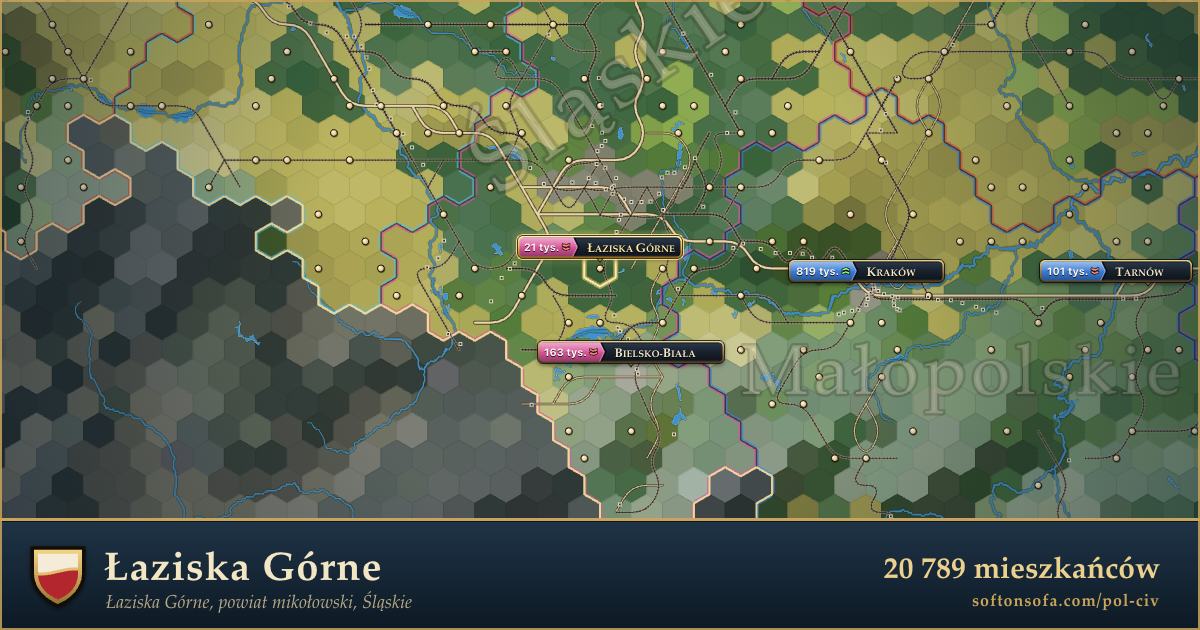 Śląskie
21 tys. Łaziska Górne
819 tys. Kraków
101 tys. Tarnów
163 tys. Bielsko-Biała
Małopolskie
Łaziska Górne
Łaziska Górne, powiat mikołowski, Śląskie
20 789 mieszkańców
softonsofa.com/pol-civ